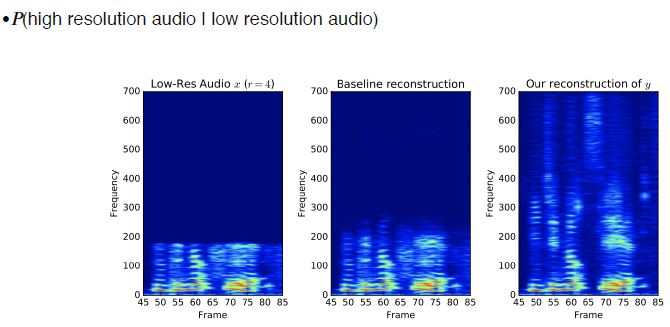 •P(high resolution audio | low resolution audio)
Low-Res Audio x (r = 4)
700
600
500
400
300
200
100
0
Frequency
45 50 55 60 65 70 75 80 85
Frame
Baseline reconstruction
700
600
500
400
300
200
100
0
Frequency
45 50 55 60 65 70 75 80 85
Frame
Our reconstruction of y
700
600
500
400
300
200
100
0
Frequency
45 50 55 60 65 70 75 80 85
Frame